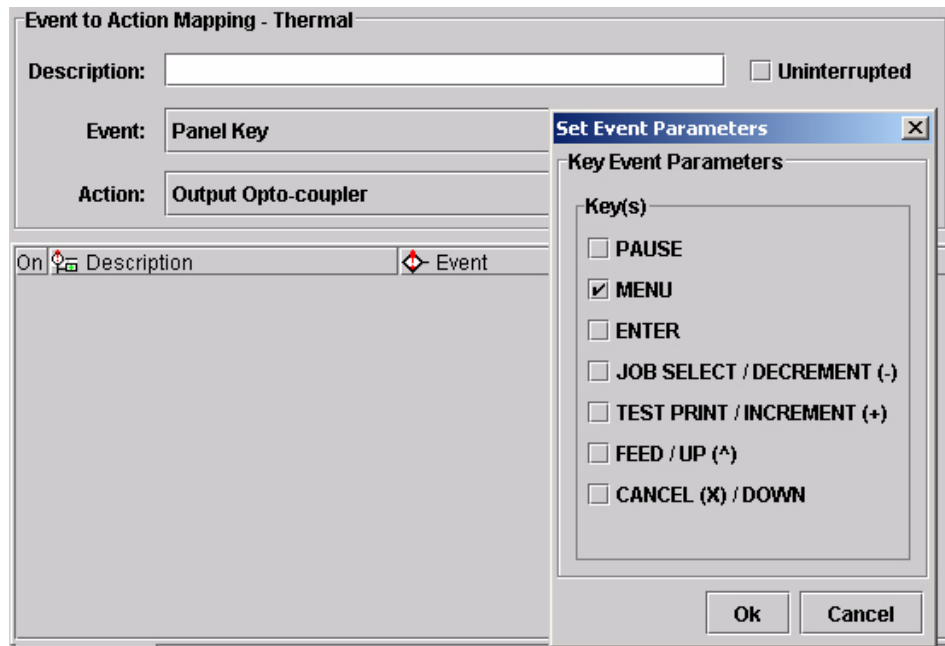 Event to Action Mapping - Thermal
Description:
Uninterrupted
Event:
Panel Key
Action:
Output Opto-coupler
On
Description
Event
Set Event Parameters
Key Event Parameters
Key(s)
PAUSE
MENU
ENTER
JOB SELECT / DECREMENT (-)
TEST PRINT / INCREMENT (+)
FEED / UP (^)
CANCEL (X) / DOWN
Ok
Cancel